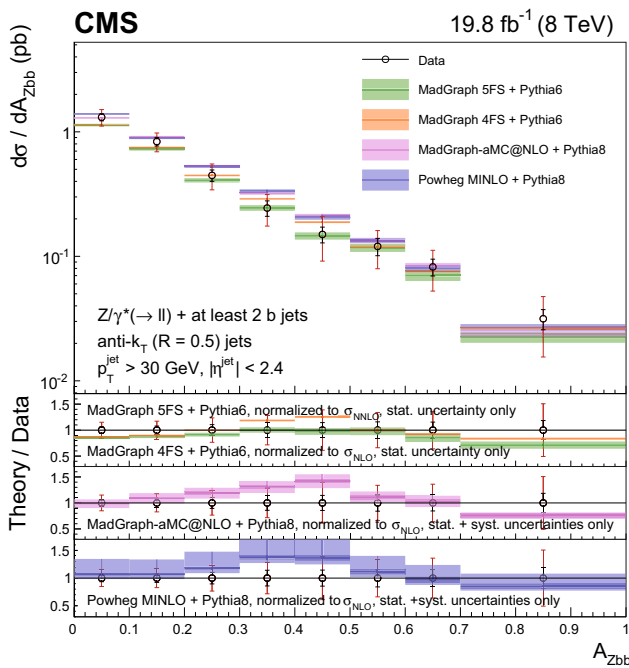 CMS 19.8 fb⁻¹ (8 TeV)
dσ / dA_Zbb (pb)
Data
MadGraph 5FS + Pythia6
MadGraph 4FS + Pythia6
MadGraph-aMC@NLO + Pythia8
Powheg MINLO + Pythia8
1
10⁻¹
10⁻²
Z/γ*(→ ll) + at least 2 b jets
anti-k_T (R = 0.5) jets
p_T^jet > 30 GeV, |η^jet| < 2.4
Theory / Data
1.5
1
0.5
MadGraph 5FS + Pythia6, normalized to σ_NNLO, stat. uncertainty only
MadGraph 4FS + Pythia6, normalized to σ_NLO, stat. uncertainty only
1.5
1
0.5
MadGraph-aMC@NLO + Pythia8, normalized to σ_NLO, stat. + syst. uncertainties only
1.5
1
0.5
Powheg MINLO + Pythia8, normalized to σ_NLO, stat. +syst. uncertainties only
0 0.1 0.2 0.3 0.4 0.5 0.6 0.7 0.8 0.9 1
A_Zbb